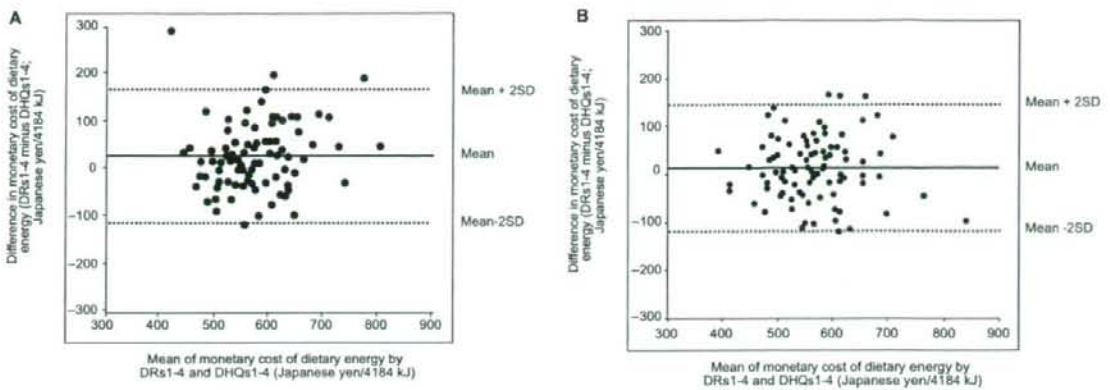 A
Difference in monetary cost of dietary
energy (DRs1-4 minus DHQs1-4;
Japanese yen/4184 kJ)
300
200
100
0
–100
–200
–300
300 400 500 600 700 800 900
Mean + 2SD
Mean
Mean-2SD
Mean of monetary cost of dietary energy by
DRs1-4 and DHQs1-4 (Japanese yen/4184 kJ)
B
Difference in monetary cost of dietary
energy (DRs1-4 minus DHQs1-4;
Japanese yen/4184 kJ)
300
200
100
0
–100
–200
–300
300 400 500 600 700 800 900
Mean + 2SD
Mean
Mean -2SD
Mean of monetary cost of dietary energy by
DRs1-4 and DHQs1-4 (Japanese yen/4184 kJ)